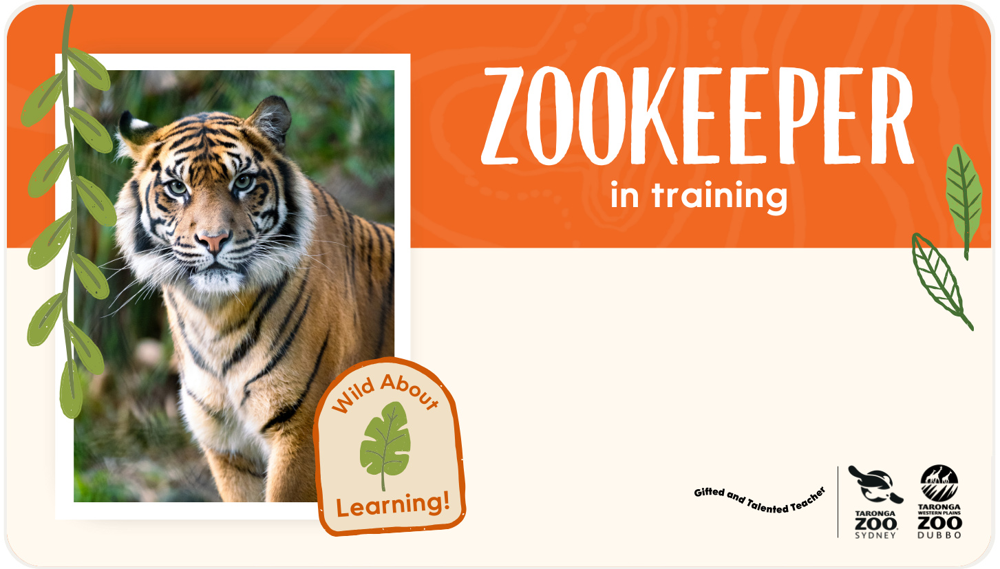 ZOOKEEPER
in training
Wild About
Learning!
Gifted and Talented Teacher
TARONGA
ZOO
SYDNEY
TARONGA
WESTERN PLAINS
ZOO
DUBBO